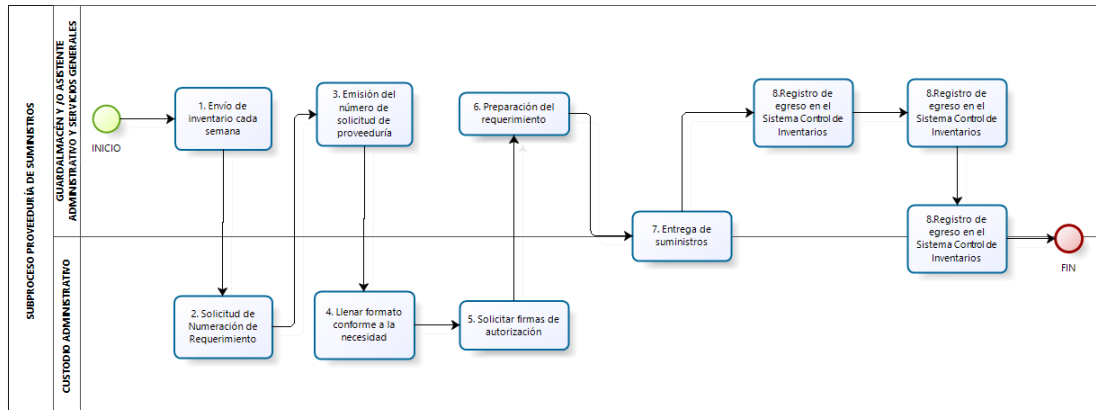 SUBPROCESO PROVEEDURÍA DE SUMINISTROS
GUARDALMACÉN Y /O ASISTENTE
ADMINISTRATIVO Y SERVICIOS GENERALES
INICIO
1. Envío de
inventario cada
semana
3. Emisión del
número de
solicitud de
proveeduría
6. Preparación del
requerimiento
8.Registro de
egreso en el
Sistema Control de
Inventarios
8.Registro de
egreso en el
Sistema Control de
Inventarios
7. Entrega de
suministros
8.Registro de
egreso en el
Sistema Control de
Inventarios
FIN
CUSTODIO ADMINISTRATIVO
2. Solicitud de
Numeración de
Requerimiento
4. Llenar formato
conforme a la
necesidad
5. Solicitar firmas de
autorización